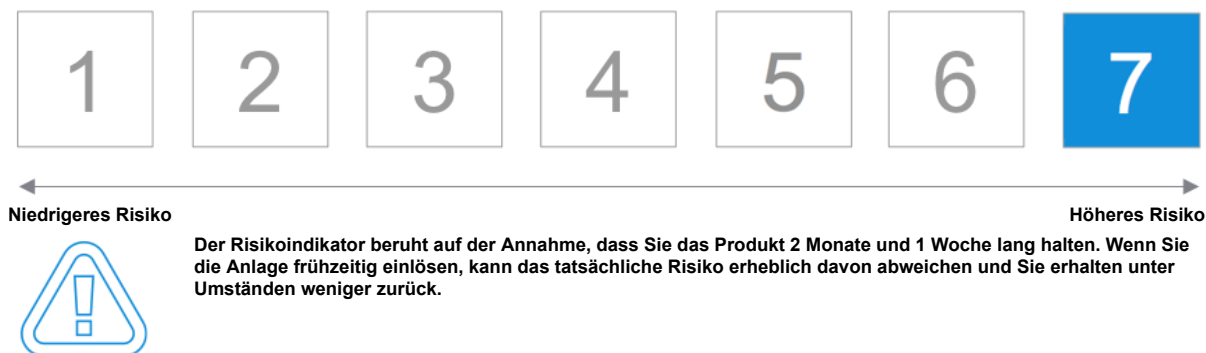 1 2 3 4 5 6 7
Niedrigeres Risiko Höheres Risiko
Der Risikoindikator beruht auf der Annahme, dass Sie das Produkt 2 Monate und 1 Woche lang halten. Wenn Sie
die Anlage frühzeitig einlösen, kann das tatsächliche Risiko erheblich davon abweichen und Sie erhalten unter
Umständen weniger zurück.